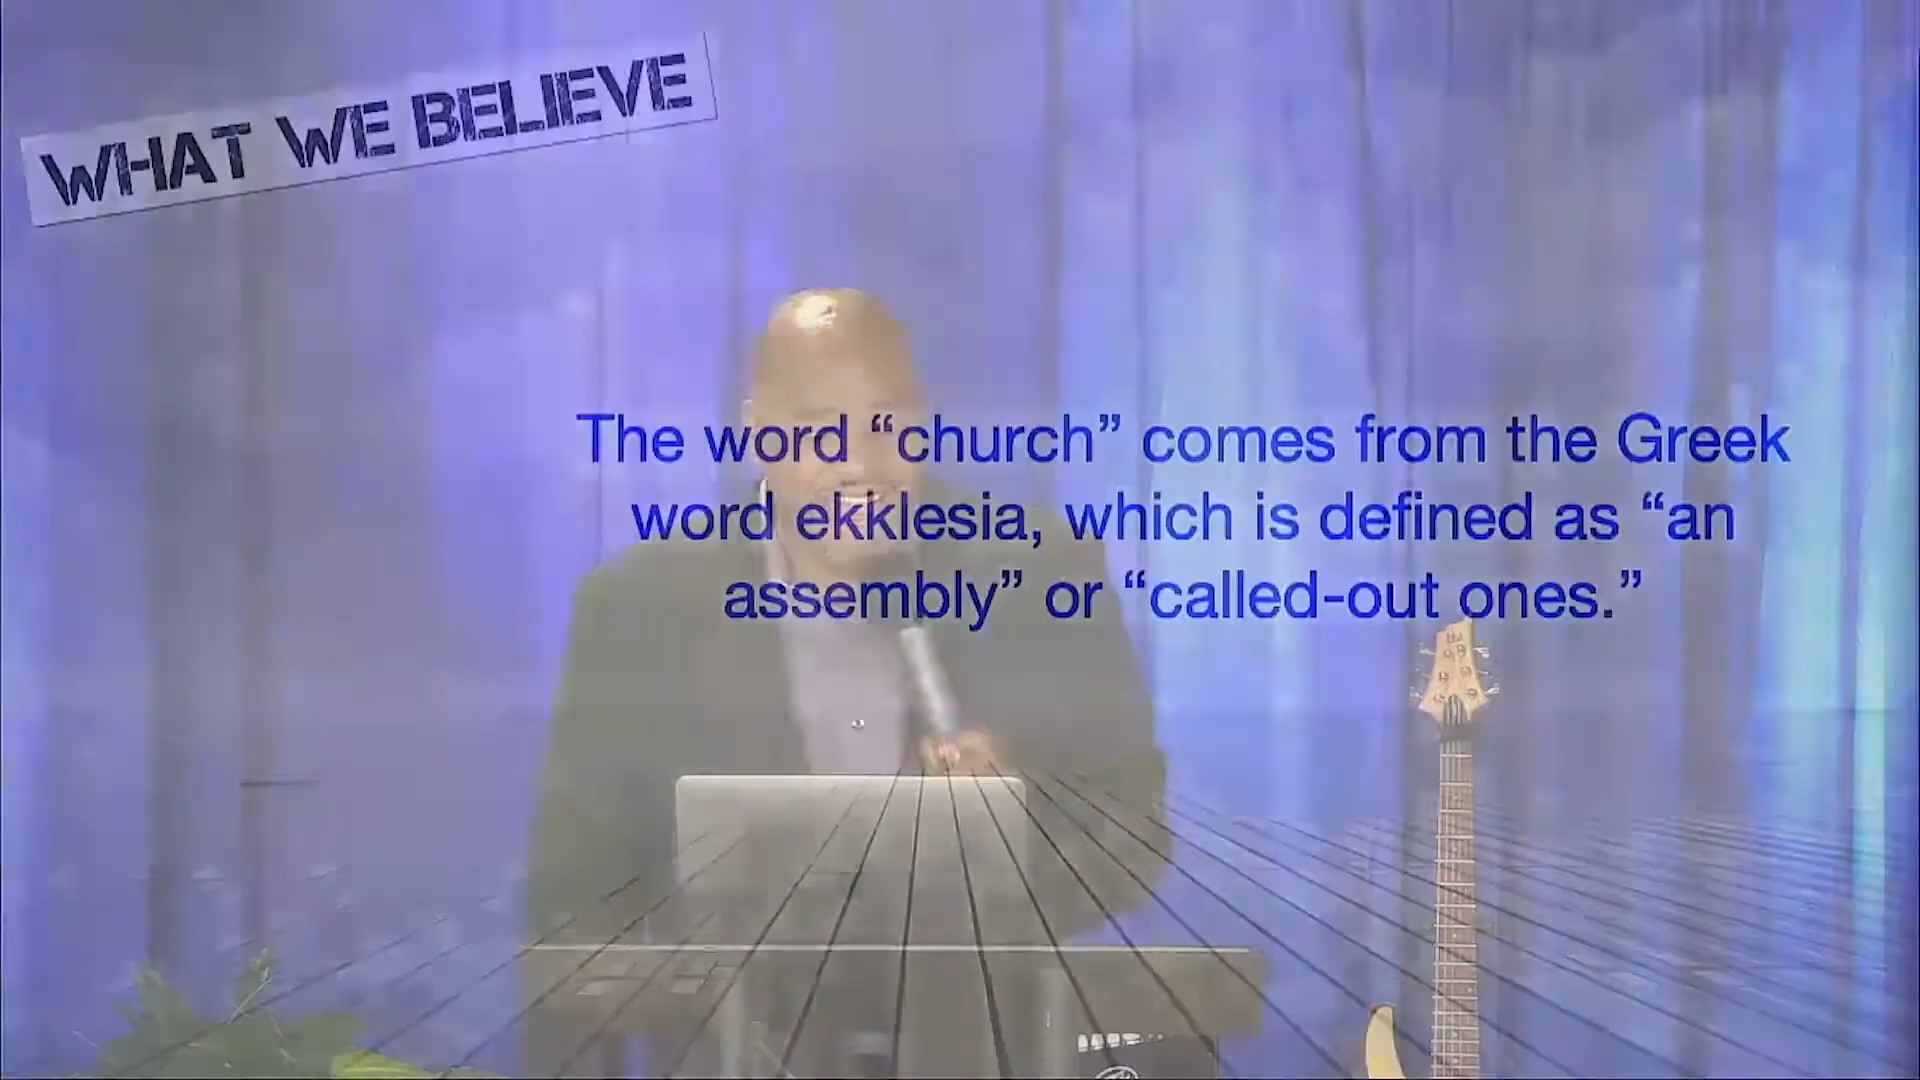 WHAT WE BELIEVE
The word “church” comes from the Greek
word ekklesia, which is defined as “an
assembly” or “called-out ones.”